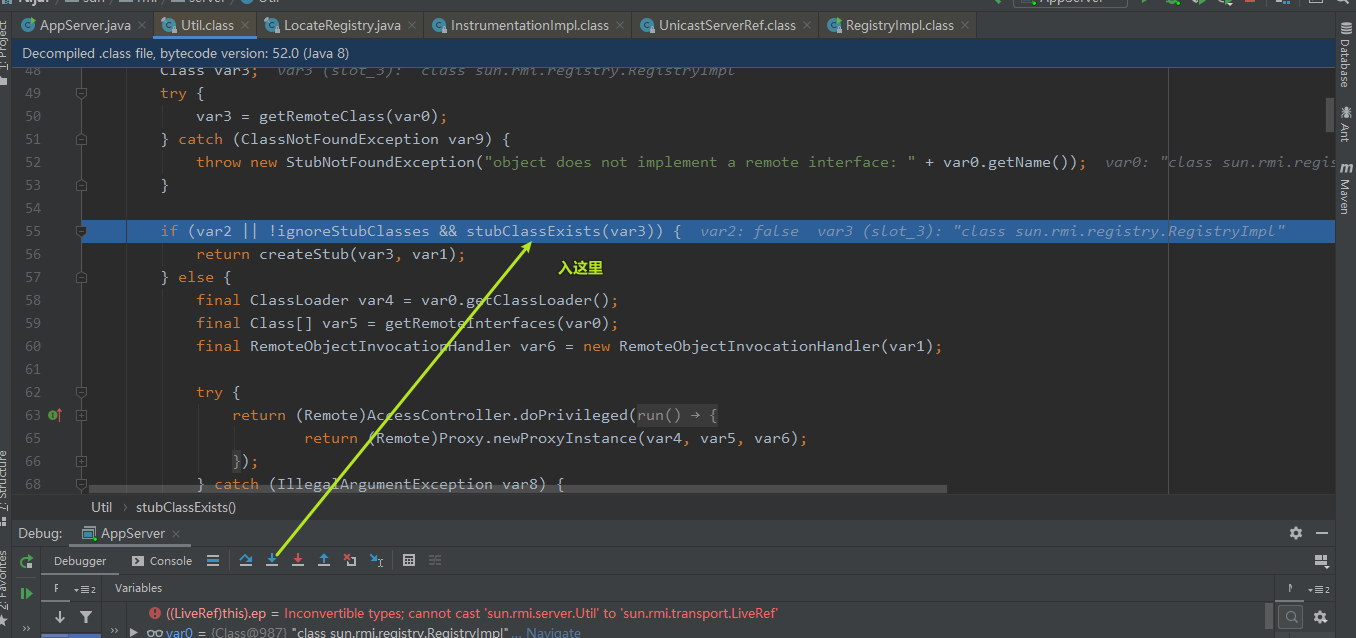 AppServer
sun rmi server Util
AppServer.java
Util.class
LocateRegistry.java
InstrumentationImpl.class
UnicastServerRef.class
RegistryImpl.class
Decompiled .class file, bytecode version: 52.0 (Java 8)
48 Class var3; var3 (slot_3): class sun.rmi.registry.RegistryImpl
49 try {
50 var3 = getRemoteClass(var0);
51 } catch (ClassNotFoundException var9) {
52 throw new StubNotFoundException("object does not implement a remote interface: " + var0.getName()); var0: "class sun.rmi.regis
53 }
54
55 if (var2 || !ignoreStubClasses && stubClassExists(var3)) { var2: false var3 (slot_3): "class sun.rmi.registry.RegistryImpl"
56 return createStub(var3, var1);
入这里
57 } else {
58 final ClassLoader var4 = var0.getClassLoader();
59 final Class[] var5 = getRemoteInterfaces(var0);
60 final RemoteObjectInvocationHandler var6 = new RemoteObjectInvocationHandler(var1);
61
62 try {
63 return (Remote)AccessController.doPrivileged(run() → {
65 return (Remote)Proxy.newProxyInstance(var4, var5, var6);
66 });
68 } catch (IllegalArgumentException var8) {
Util › stubClassExists()
Debug: AppServer
Debugger Console
F ≡2 Variables
((LiveRef)this).ep = Inconvertible types; cannot cast 'sun.rmi.server.Util' to 'sun.rmi.transport.LiveRef'
var0 = {Class@987} "class sun.rmi.registry.RegistryImpl"... Navigate
1: Project
7: Structure
2: Favorites
Database
Ant
m Maven